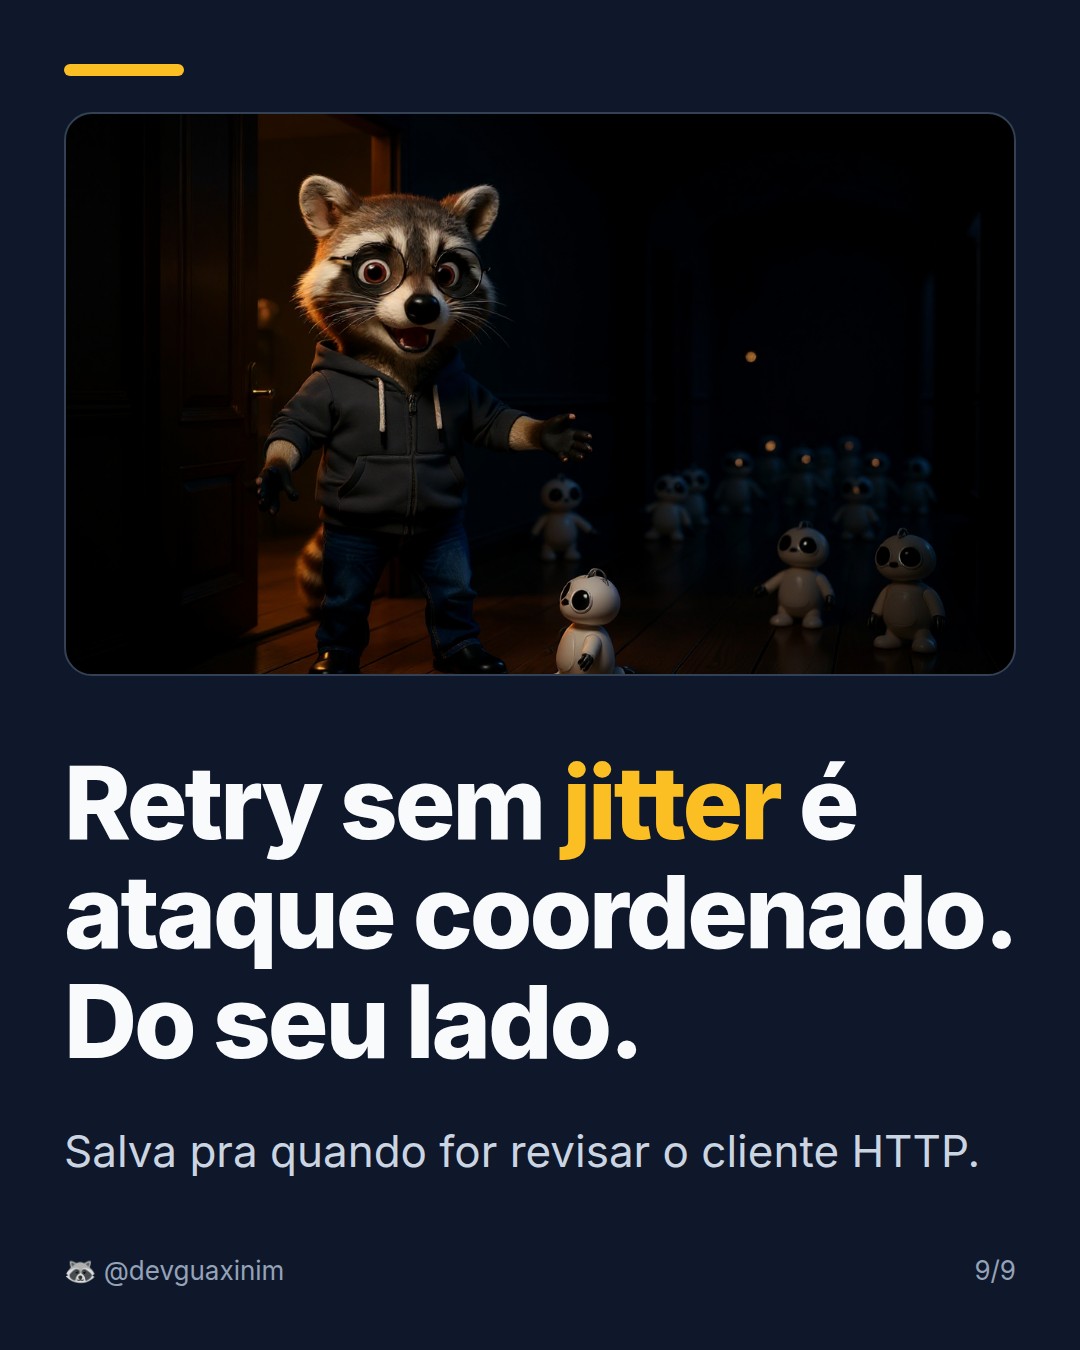 Retry sem jitter é
ataque coordenado.
Do seu lado.
Salva pra quando for revisar o cliente HTTP.
🦝 @devguaxinim
9/9